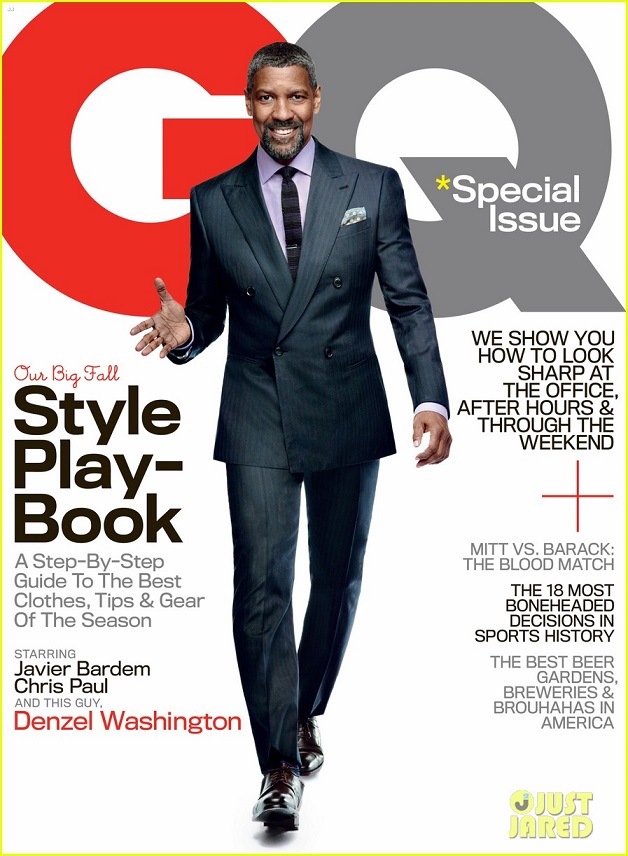 GQ
*Special
Issue
WE SHOW YOU
HOW TO LOOK
SHARP AT
THE OFFICE,
AFTER HOURS &
THROUGH THE
WEEKEND
Our Big Fall
Style
Play-
Book
A Step-By-Step
Guide To The Best
Clothes, Tips & Gear
Of The Season
STARRING
Javier Bardem
Chris Paul
AND THIS GUY,
Denzel Washington
MITT VS. BARACK:
THE BLOOD MATCH
THE 18 MOST
BONEHEADED
DECISIONS IN
SPORTS HISTORY
THE BEST BEER
GARDENS,
BREWERIES &
BROUHAHAS IN
AMERICA
JUST
JARED